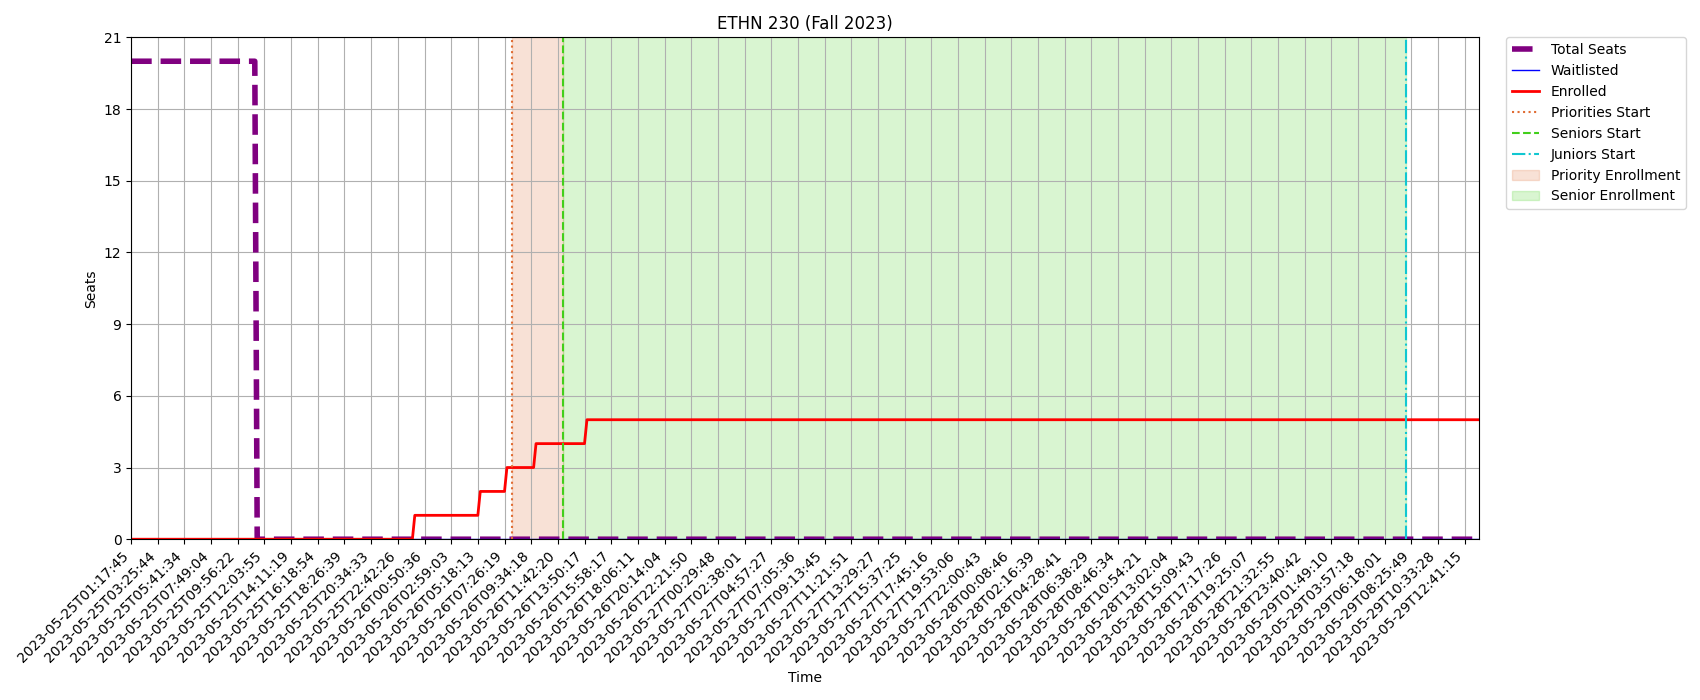 ETHN 230 (Fall 2023)
21
18
15
12
9
6
3
0
Seats
2023-05-25T01:17:45
2023-05-25T03:25:44
2023-05-25T05:41:34
2023-05-25T07:49:04
2023-05-25T09:56:22
2023-05-25T12:03:55
2023-05-25T14:11:19
2023-05-25T16:18:54
2023-05-25T18:26:39
2023-05-25T20:34:33
2023-05-25T22:42:26
2023-05-26T00:50:36
2023-05-26T02:59:03
2023-05-26T05:18:13
2023-05-26T07:26:19
2023-05-26T09:34:18
2023-05-26T11:42:20
2023-05-26T13:50:17
2023-05-26T15:58:17
2023-05-26T18:06:11
2023-05-26T20:14:04
2023-05-26T22:21:50
2023-05-27T00:29:48
2023-05-27T02:38:01
2023-05-27T04:57:27
2023-05-27T07:05:36
2023-05-27T09:13:45
2023-05-27T11:21:51
2023-05-27T13:29:27
2023-05-27T15:37:25
2023-05-27T17:45:16
2023-05-27T19:53:06
2023-05-27T22:00:43
2023-05-28T00:08:46
2023-05-28T02:16:39
2023-05-28T04:28:41
2023-05-28T06:38:29
2023-05-28T08:46:34
2023-05-28T10:54:21
2023-05-28T13:02:04
2023-05-28T15:09:43
2023-05-28T17:17:26
2023-05-28T19:25:07
2023-05-28T21:32:55
2023-05-28T23:40:42
2023-05-29T01:49:10
2023-05-29T03:57:18
2023-05-29T06:18:01
2023-05-29T08:25:49
2023-05-29T10:33:28
2023-05-29T12:41:15
Time
Total Seats
Waitlisted
Enrolled
Priorities Start
Seniors Start
Juniors Start
Priority Enrollment
Senior Enrollment